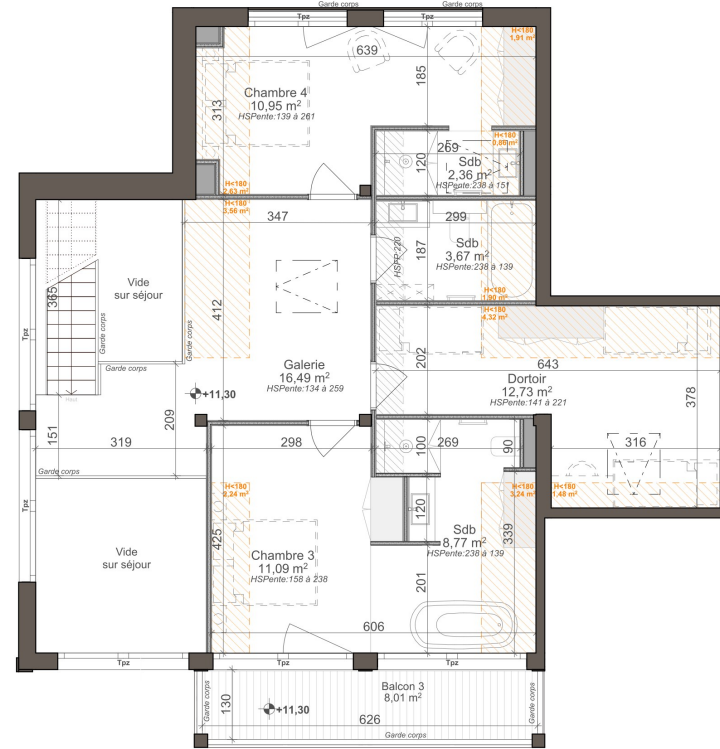 Garde corps
Garde corps
Tpz
Tpz
H<180
1,91 m²
639
185
Chambre 4
10,95 m²
HSPente:139 à 261
313
H<180
0,86 m²
269
120
Sdb
2,36 m²
HSPente:238 à 151
H<180
2,63 m²
H<180
3,56 m²
347
299
187
Sdb
3,67 m²
HSPente:238 à 139
HSFP:220
H<180
1,90 m²
H<180
4,32 m²
365
Vide
sur séjour
Garde corps
Garde corps
Garde corps
Tpz
412
202
Galerie
16,49 m²
HSPente:134 à 259
643
Dortoir
12,73 m²
HSPente:141 à 221
378
Haut
+11,30
209
151
319
298
100
269
90
316
Garde corps
H<180
2,24 m²
H<180
3,24 m²
H<180
1,48 m²
Tpz
120
425
339
Sdb
8,77 m²
HSPente:238 à 139
Vide
sur séjour
Chambre 3
11,09 m²
HSPente:158 à 238
201
606
Tpz
Tpz
Tpz
Garde corps
130
Balcon 3
8,01 m²
Garde corps
+11,30
626
Garde corps